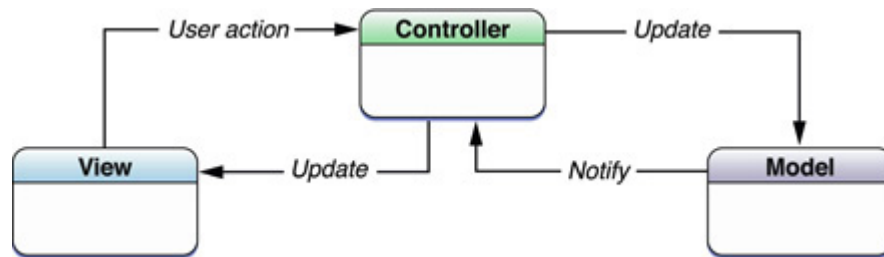 User action
Controller
Update
View
Update
Notify
Model